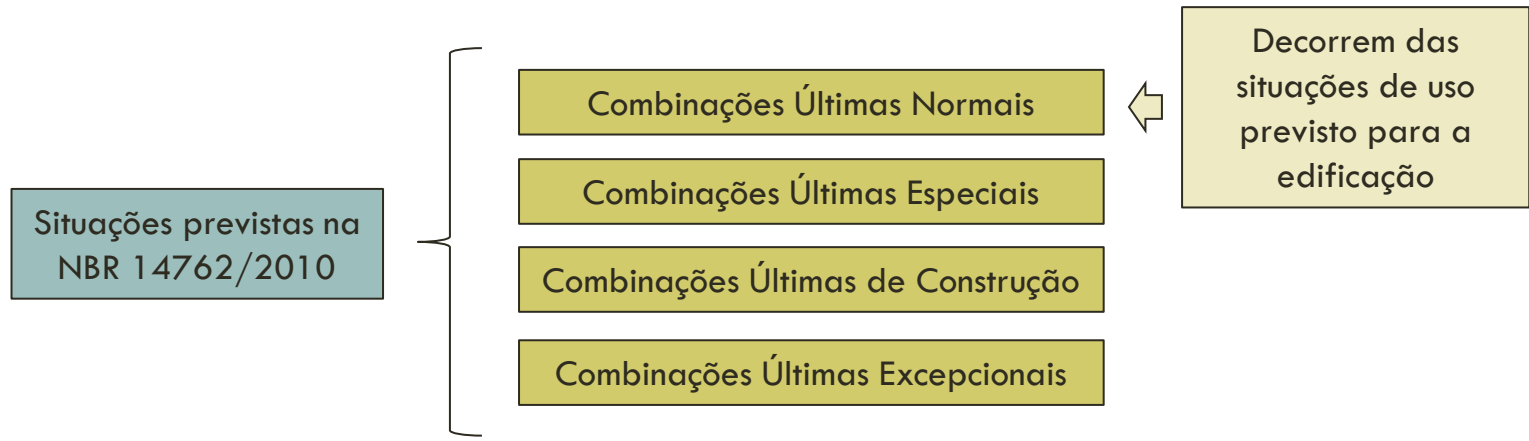 Situações previstas na
NBR 14762/2010
Combinações Últimas Normais
Combinações Últimas Especiais
Combinações Últimas de Construção
Combinações Últimas Excepcionais
Decorrem das
situações de uso
previsto para a
edificação